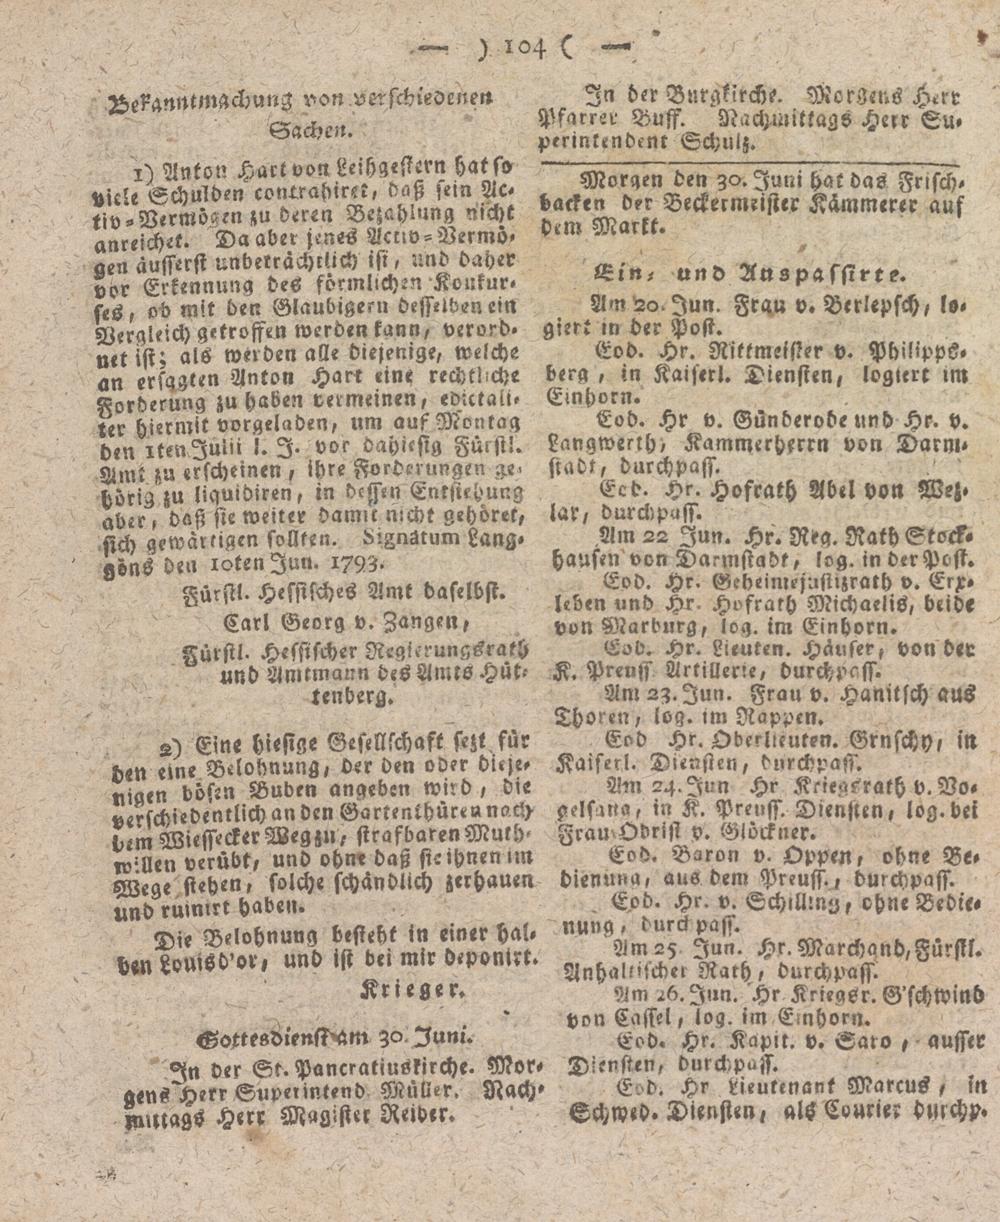 — ) 104 ( —
Bekanntmachung von verschiedenen
Sachen.
1) Anton Hart von Leihgestern hat so
viele Schulden contrahiret, daß sein Ac-
tiv-Vermögen zu deren Bezahlung nicht
anreichet. Da aber jenes Activ-Vermö-
gen äusserst unbeträchtlich ist, und daher
vor Erkennung des förmlichen Konkur-
ses, ob mit den Glaubigern desselben ein
Vergleich getroffen werden kann, verord-
net ist; als werden alle diejenige, welche
an ersagten Anton Hart eine rechtliche
Forderung zu haben vermeinen, edictali-
ter hiermit vorgeladen, um auf Montag
den 1ten Julii l. J. vor dahiesig Fürstl.
Amt zu erscheinen, ihre Forderungen ge-
hörig zu liquidiren, in dessen Entstehung
aber, daß sie weiter damit nicht gehöret,
sich gewärtigen sollten. Signatum Lang-
göns den 10ten Jun. 1793.
Fürstl. Hessisches Amt daselbst.
Carl Georg v. Zangen,
Fürstl. Hessischer Regierungsrath
und Amtmann des Amts Hüt-
tenberg.
2) Eine hiesige Gesellschaft sezt für
den eine Belohnung, der den oder dieje-
nigen bösen Buben angeben wird, die
verschiedentlich an den Gartenthüren nach
dem Wiessecker Weg zu, strafbaren Muth-
willen verübt, und ohne daß sie ihnen im
Wege stehen, solche schändlich zerhauen
und ruinirt haben.
Die Belohnung besteht in einer hal-
ben Louisd'or, und ist bei mir deponirt.
Krieger.
Gottesdienst am 30. Juni.
In der St. Pancratiuskirche. Mor-
gens Herr Superintend Müller. Nach-
mittags Herr Magister Reiber.
In der Burgkirche. Morgens Herr
Pfarrer Buff. Nachmittags Herr Su-
perintendent Schulz.
Morgen den 30. Juni hat das Frisch-
backen der Beckermeister Kämmerer auf
dem Markt.
Ein- und Auspassirte.
Am 20. Jun. Frau v. Berlepsch, lo-
giert in der Post.
Eod. Hr. Rittmeister v. Philipps-
berg, in Kaiserl. Diensten, logiert im
Einhorn.
Eod. Hr v. Günderode und Hr. v.
Langwerth, Kammerherrn von Darm-
stadt, durchpass.
Eod. Hr. Hofrath Abel von Wez-
lar, durchpass.
Am 22 Jun. Hr. Reg. Rath Stock-
hausen von Darmstadt, log. in der Post.
Eod. Hr. Geheimejustizrath v. Erx-
leben und Hr. Hofrath Michaelis, beide
von Marburg, log. im Einhorn.
Eod. Hr. Lieuten. Häuser, von der
K. Preuss Artillerie, durchpass.
Am 23. Jun. Frau v. Hanitsch aus
Thoren, log. im Rappen.
Eod Hr. Oberlieuten. Gruschy, in
Kaiserl. Diensten, durchpass.
Am 24. Jun Hr Kriegsrath v. Vo-
gelsang, in K. Preuss. Diensten, log. bei
Frau Obrist v. Glöckner.
Eod. Baron v. Oppen, ohne Be-
dienung, aus dem Preuss., durchpass.
Eod. Hr. v. Schilling, ohne Bedie-
nung, durchpass.
Am 25. Jun. Hr. Marchand, Fürstl.
Anhaltischer Rath, durchpass.
Am 26. Jun. Hr Kriegsr. G'schwind
von Cassel, log. im Einhorn.
Eod. Hr. Kapit. v. Saro, ausser
Diensten, durchpass.
Eod. Hr Lieutenant Marcus, in
Schwed. Diensten, als Courier durchp.